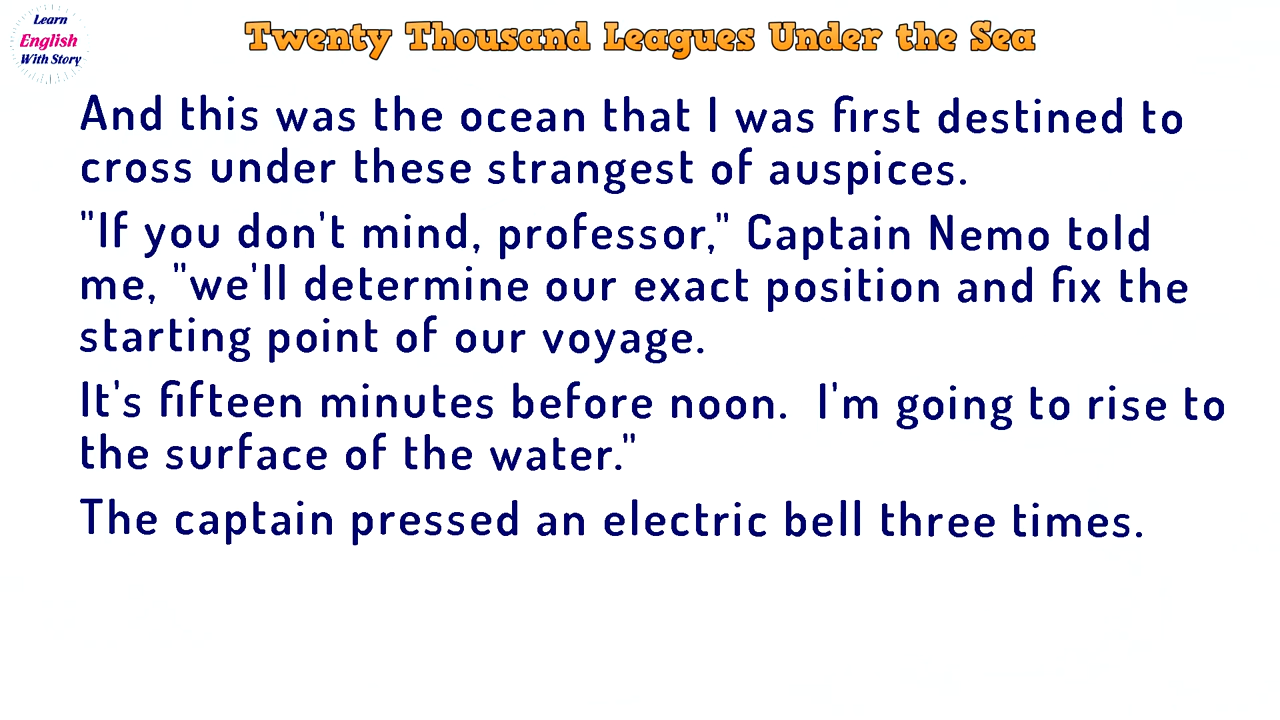 Learn
English
With Story
Twenty Thousand Leagues Under the Sea
And this was the ocean that I was first destined to
cross under these strangest of auspices.
"If you don't mind, professor," Captain Nemo told
me, "we'll determine our exact position and fix the
starting point of our voyage.
It's fifteen minutes before noon.  I'm going to rise to
the surface of the water."
The captain pressed an electric bell three times.